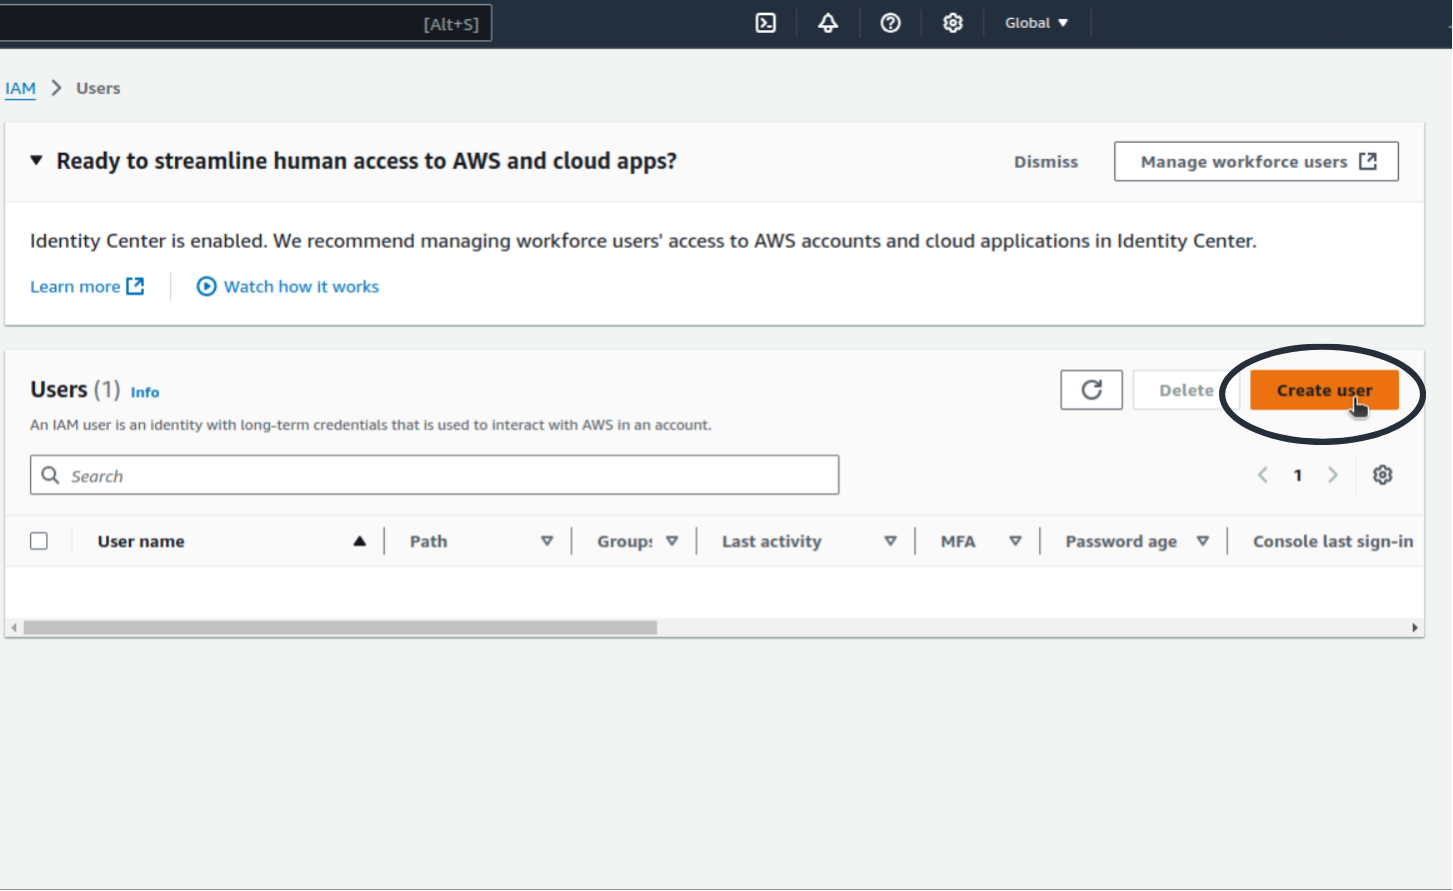 [Alt+S]
Global
IAM > Users
Ready to streamline human access to AWS and cloud apps?
Dismiss
Manage workforce users
Identity Center is enabled. We recommend managing workforce users' access to AWS accounts and cloud applications in Identity Center.
Learn more
Watch how it works
Users (1) Info
Delete
Create user
An IAM user is an identity with long-term credentials that is used to interact with AWS in an account.
Search
1
User name
Path
Groups
Last activity
MFA
Password age
Console last sign-in